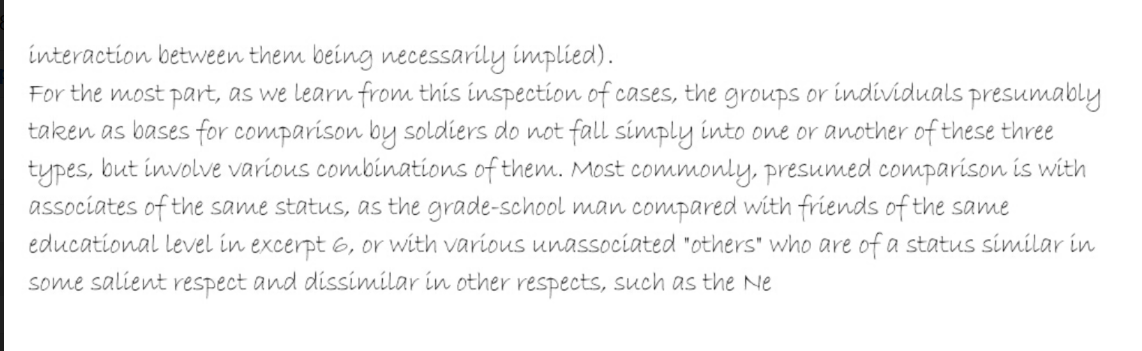 interaction between them being necessarily implied).
For the most part, as we learn from this inspection of cases, the groups or individuals presumably
taken as bases for comparison by soldiers do not fall simply into one or another of these three
types, but involve various combinations of them. Most commonly, presumed comparison is with
associates of the same status, as the grade-school man compared with friends of the same
educational level in excerpt 6, or with various unassociated "others" who are of a status similar in
some salient respect and dissimilar in other respects, such as the Ne